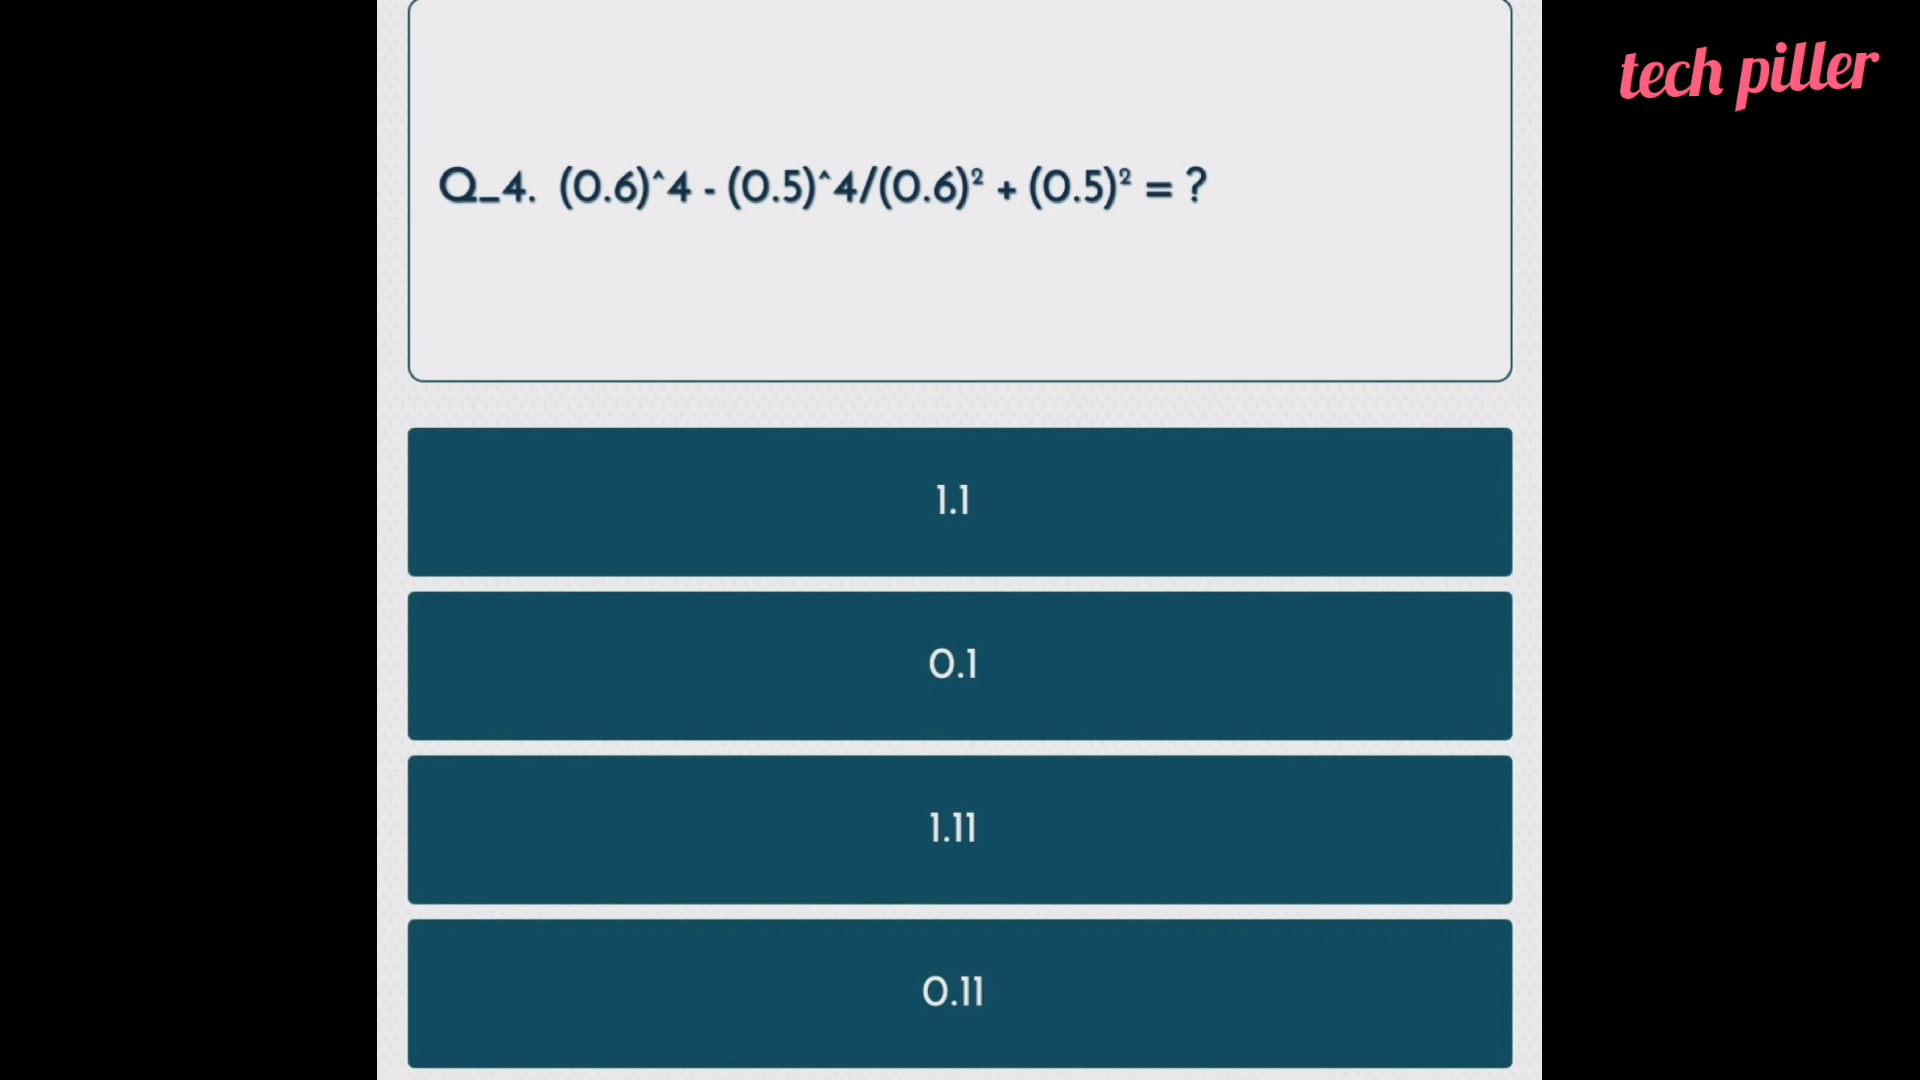 tech piller
Q_4. (0.6)^4 - (0.5)^4/(0.6)² + (0.5)² = ?
1.1
0.1
1.11
0.11